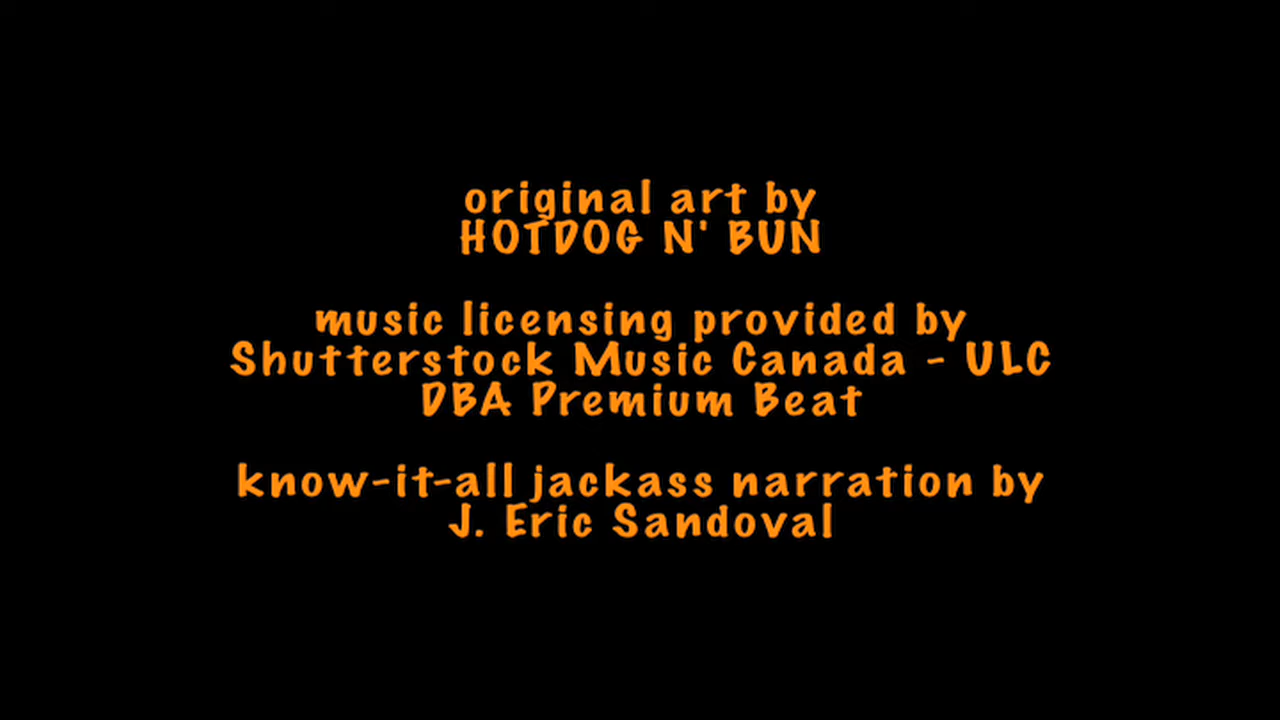 original art by
HOTDOG N' BUN
music licensing provided by
Shutterstock Music Canada - ULC
DBA Premium Beat
know-it-all jackass narration by
J. Eric Sandoval